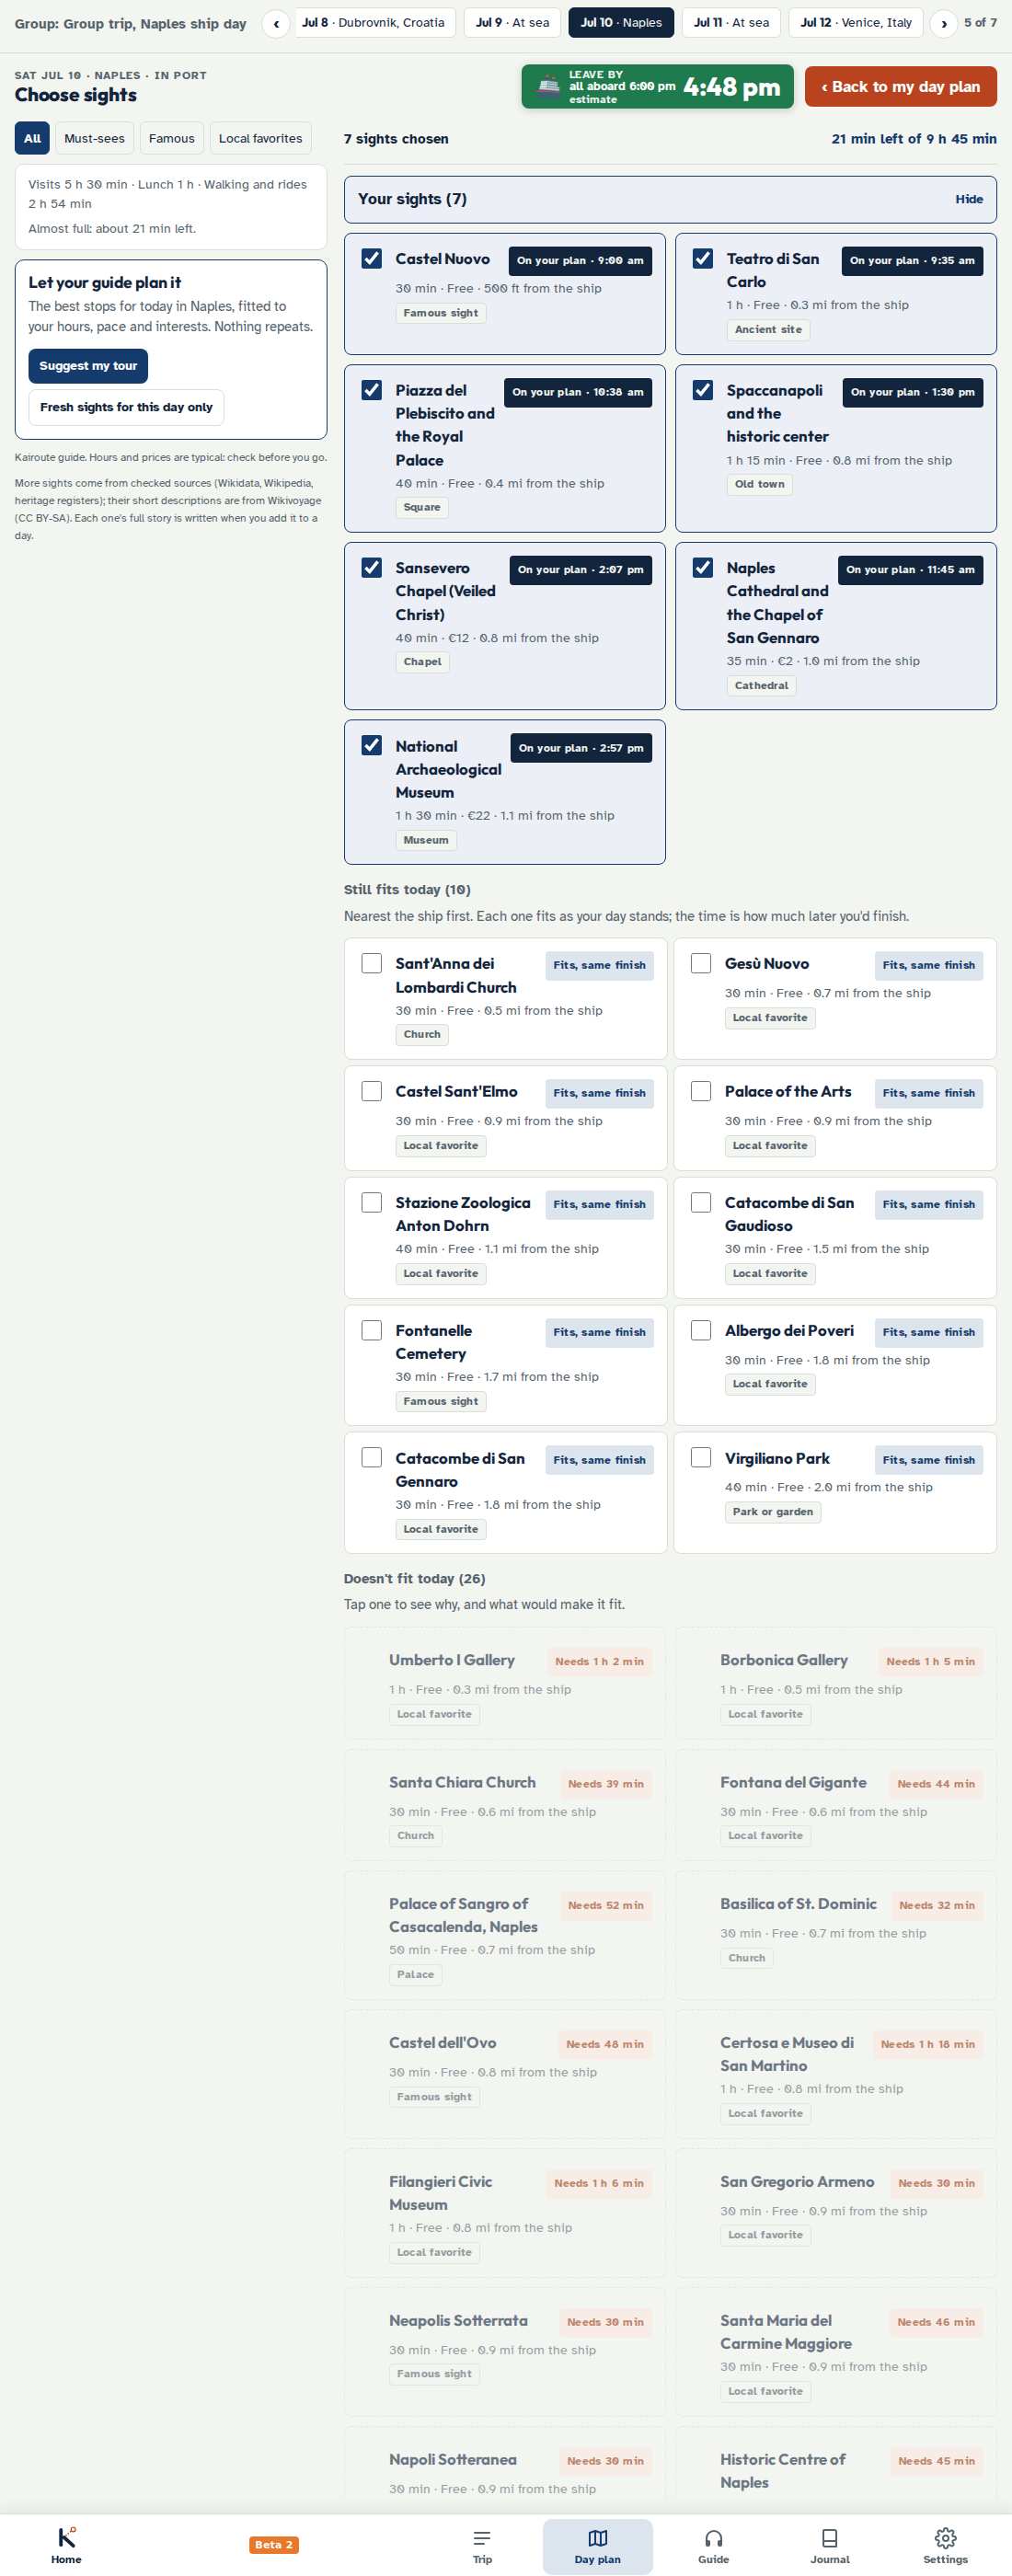 Group: Group trip, Naples ship day
‹
Jul 8 · Dubrovnik, Croatia
Jul 9 · At sea
Jul 10 · Naples
Jul 11 · At sea
Jul 12 · Venice, Italy
›
5 of 7
SAT JUL 10 · NAPLES · IN PORT
Choose sights
LEAVE BY
all aboard 6:00 pm
estimate
4:48 pm
‹ Back to my day plan
All
Must-sees
Famous
Local favorites
Visits 5 h 30 min · Lunch 1 h · Walking and rides
2 h 54 min
Almost full: about 21 min left.
Let your guide plan it
The best stops for today in Naples, fitted to
your hours, pace and interests. Nothing repeats.
Suggest my tour
Fresh sights for this day only
Kairoute guide. Hours and prices are typical: check before you go.
More sights come from checked sources (Wikidata, Wikipedia,
heritage registers); their short descriptions are from Wikivoyage
(CC BY-SA). Each one's full story is written when you add it to a
day.
7 sights chosen
21 min left of 9 h 45 min
Your sights (7)
Hide
Castel Nuovo
On your plan · 9:00 am
30 min · Free · 500 ft from the ship
Famous sight
Teatro di San
Carlo
On your plan · 9:35 am
1 h · Free · 0.3 mi from the ship
Ancient site
Piazza del
Plebiscito and
the Royal
Palace
On your plan · 10:38 am
40 min · Free · 0.4 mi from the ship
Square
Spaccanapoli
and the
historic center
On your plan · 1:30 pm
1 h 15 min · Free · 0.8 mi from the ship
Old town
Sansevero
Chapel (Veiled
Christ)
On your plan · 2:07 pm
40 min · €12 · 0.8 mi from the ship
Chapel
Naples
Cathedral and
the Chapel of
San Gennaro
On your plan · 11:45 am
35 min · €2 · 1.0 mi from the ship
Cathedral
National
Archaeological
Museum
On your plan · 2:57 pm
1 h 30 min · €22 · 1.1 mi from the ship
Museum
Still fits today (10)
Nearest the ship first. Each one fits as your day stands; the time is how much later you'd finish.
Sant'Anna dei
Lombardi Church
Fits, same finish
30 min · Free · 0.5 mi from the ship
Church
Gesù Nuovo
Fits, same finish
30 min · Free · 0.7 mi from the ship
Local favorite
Castel Sant'Elmo
Fits, same finish
30 min · Free · 0.9 mi from the ship
Local favorite
Palace of the Arts
Fits, same finish
30 min · Free · 0.9 mi from the ship
Local favorite
Stazione Zoologica
Anton Dohrn
Fits, same finish
40 min · Free · 1.1 mi from the ship
Local favorite
Catacombe di San
Gaudioso
Fits, same finish
30 min · Free · 1.5 mi from the ship
Local favorite
Fontanelle
Cemetery
Fits, same finish
30 min · Free · 1.7 mi from the ship
Famous sight
Albergo dei Poveri
Fits, same finish
30 min · Free · 1.8 mi from the ship
Local favorite
Catacombe di San
Gennaro
Fits, same finish
30 min · Free · 1.8 mi from the ship
Local favorite
Virgiliano Park
Fits, same finish
40 min · Free · 2.0 mi from the ship
Park or garden
Doesn't fit today (26)
Tap one to see why, and what would make it fit.
Umberto I Gallery
Needs 1 h 2 min
1 h · Free · 0.3 mi from the ship
Local favorite
Borbonica Gallery
Needs 1 h 5 min
1 h · Free · 0.5 mi from the ship
Local favorite
Santa Chiara Church
Needs 39 min
30 min · Free · 0.6 mi from the ship
Church
Fontana del Gigante
Needs 44 min
30 min · Free · 0.6 mi from the ship
Local favorite
Palace of Sangro of
Casacalenda, Naples
Needs 52 min
50 min · Free · 0.7 mi from the ship
Palace
Basilica of St. Dominic
Needs 32 min
30 min · Free · 0.7 mi from the ship
Church
Castel dell'Ovo
Needs 48 min
30 min · Free · 0.8 mi from the ship
Famous sight
Certosa e Museo di
San Martino
Needs 1 h 18 min
1 h · Free · 0.8 mi from the ship
Local favorite
Filangieri Civic
Museum
Needs 1 h 6 min
1 h · Free · 0.8 mi from the ship
Local favorite
San Gregorio Armeno
Needs 30 min
30 min · Free · 0.9 mi from the ship
Local favorite
Neapolis Sotterrata
Needs 30 min
30 min · Free · 0.9 mi from the ship
Famous sight
Santa Maria del
Carmine Maggiore
Needs 46 min
30 min · Free · 0.9 mi from the ship
Local favorite
Napoli Sotteranea
Needs 30 min
30 min · Free · 0.9 mi from the ship
Historic Centre of
Naples
Needs 45 min
Home
Beta 2
Trip
Day plan
Guide
Journal
Settings